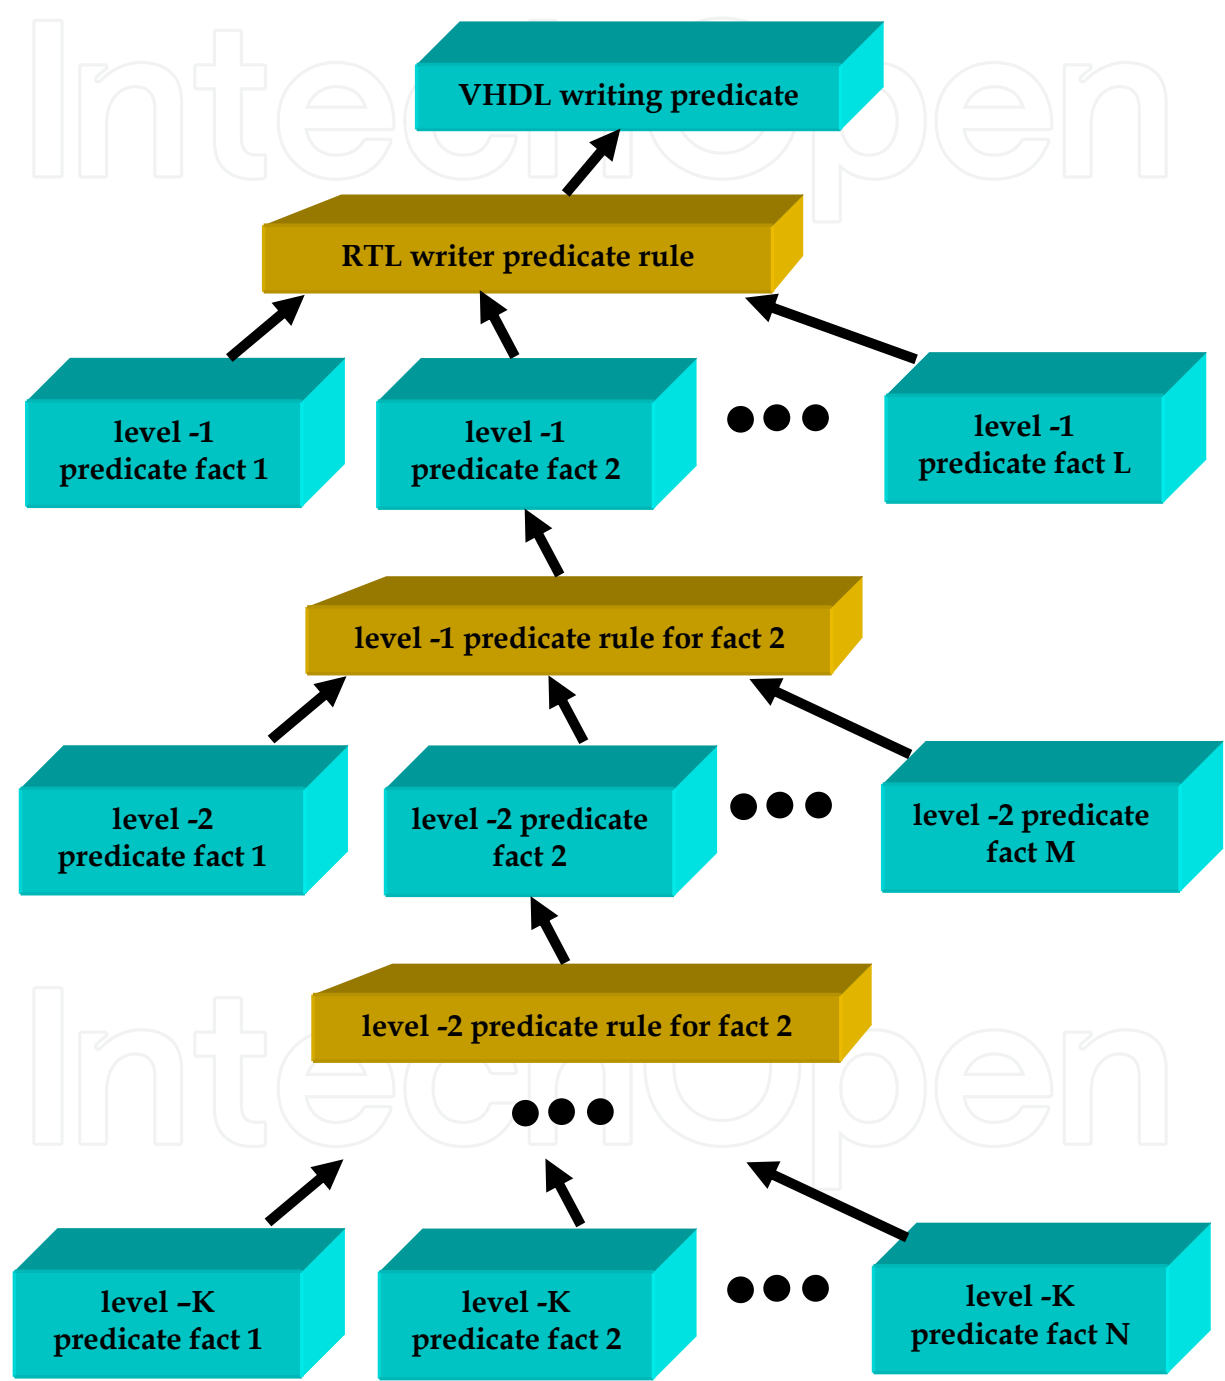 IntechOpen
VHDL writing predicate
RTL writer predicate rule
level -1
predicate fact 1
level -1
predicate fact 2
level -1
predicate fact L
level -1 predicate rule for fact 2
level -2
predicate fact 1
level -2 predicate
fact 2
level -2 predicate
fact M
level -2 predicate rule for fact 2
IntechOpen
level –K
predicate fact 1
level -K
predicate fact 2
level -K
predicate fact N